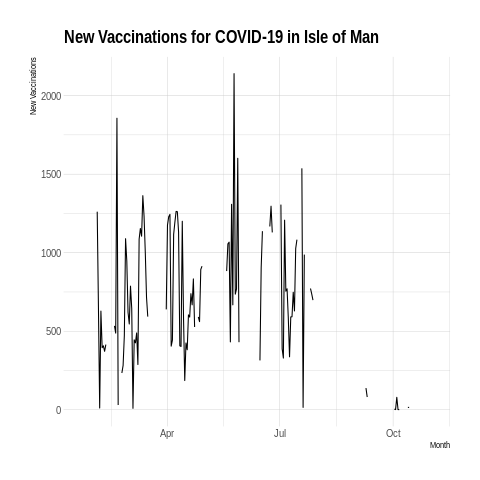 New Vaccinations for COVID-19 in Isle of Man
New Vaccinations
2000
1500
1000
500
0
Apr
Jul
Oct
Month